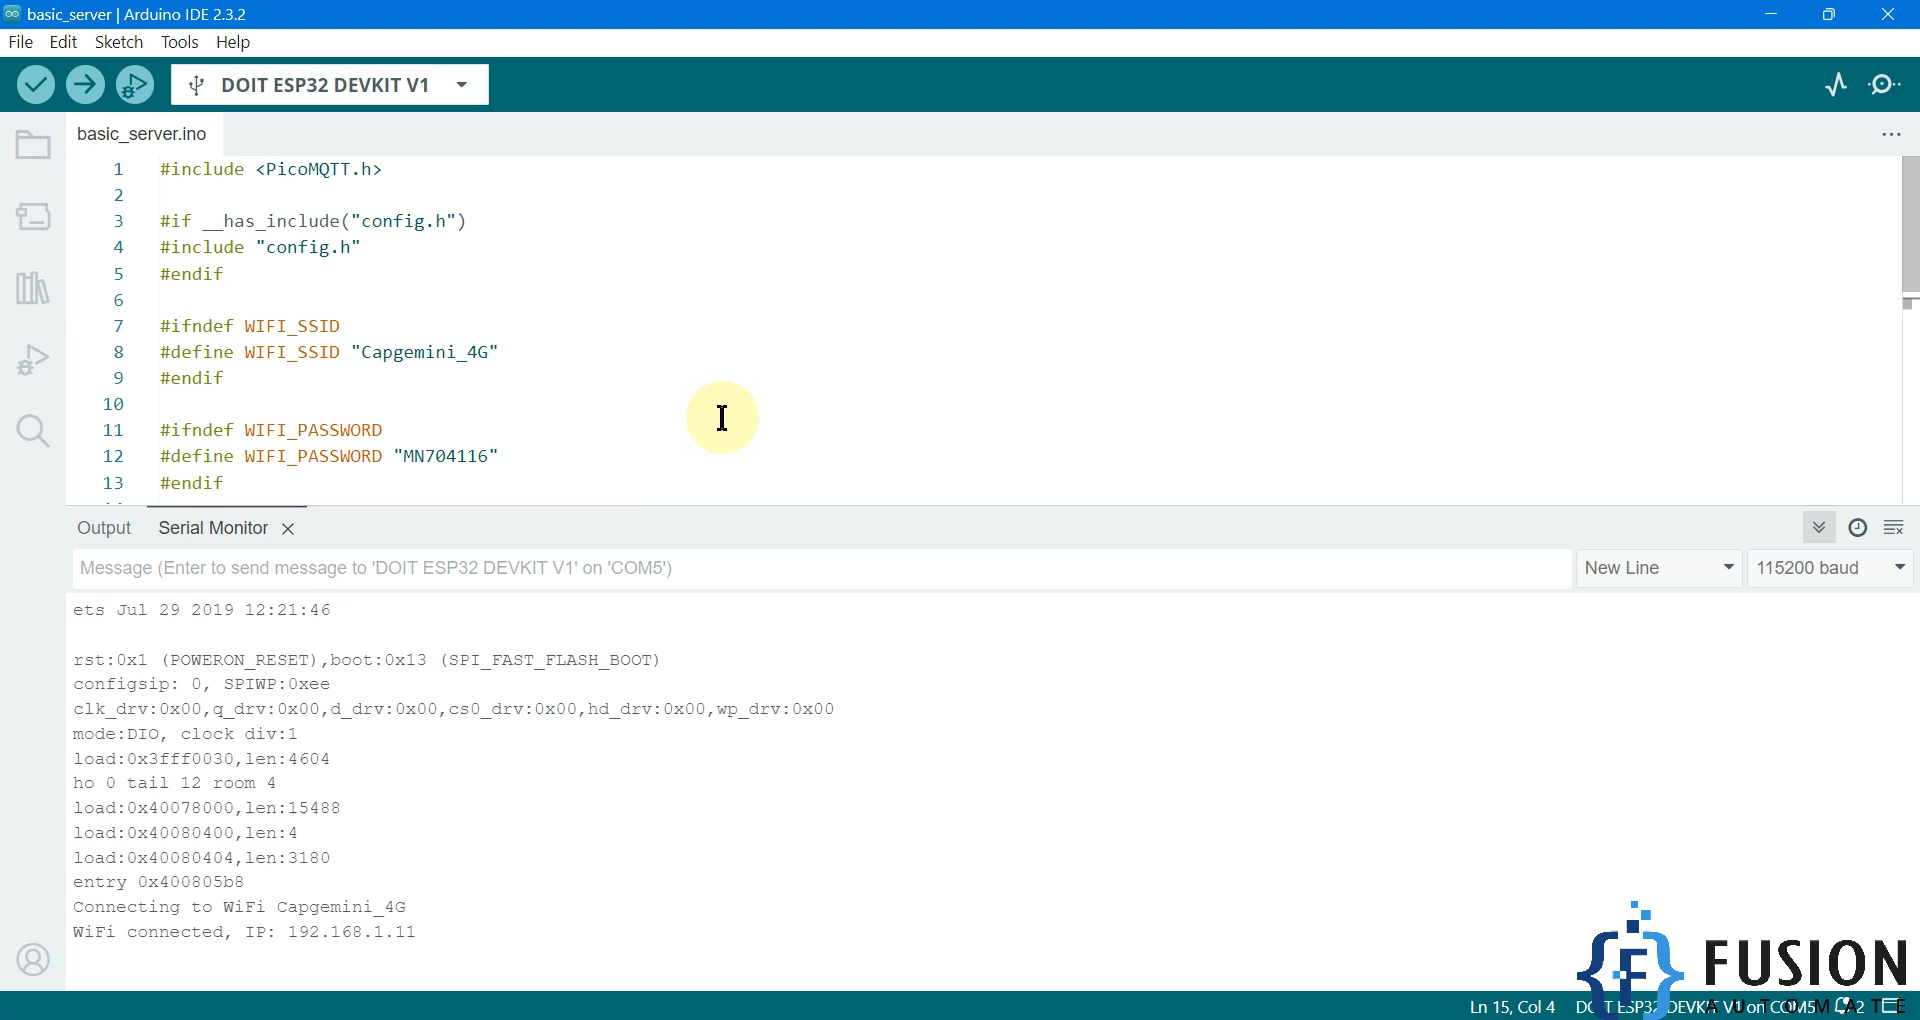 basic_server | Arduino IDE 2.3.2
File Edit Sketch Tools Help
DOIT ESP32 DEVKIT V1
basic_server.ino
1 #include <PicoMQTT.h>
2
3 #if __has_include("config.h")
4 #include "config.h"
5 #endif
6
7 #ifndef WIFI_SSID
8 #define WIFI_SSID "Capgemini_4G"
9 #endif
10
11 #ifndef WIFI_PASSWORD
12 #define WIFI_PASSWORD "MN704116"
13 #endif
Output Serial Monitor
Message (Enter to send message to 'DOIT ESP32 DEVKIT V1' on 'COM5')
New Line 115200 baud
ets Jul 29 2019 12:21:46
rst:0x1 (POWERON_RESET),boot:0x13 (SPI_FAST_FLASH_BOOT)
configsip: 0, SPIWP:0xee
clk_drv:0x00,q_drv:0x00,d_drv:0x00,cs0_drv:0x00,hd_drv:0x00,wp_drv:0x00
mode:DIO, clock div:1
load:0x3fff0030,len:4604
ho 0 tail 12 room 4
load:0x40078000,len:15488
load:0x40080400,len:4
load:0x40080404,len:3180
entry 0x400805b8
Connecting to WiFi Capgemini_4G
WiFi connected, IP: 192.168.1.11
FUSION
AUTOMATE
Ln 15, Col 4 DOIT ESP32 DEVKIT V1 on COM5 2